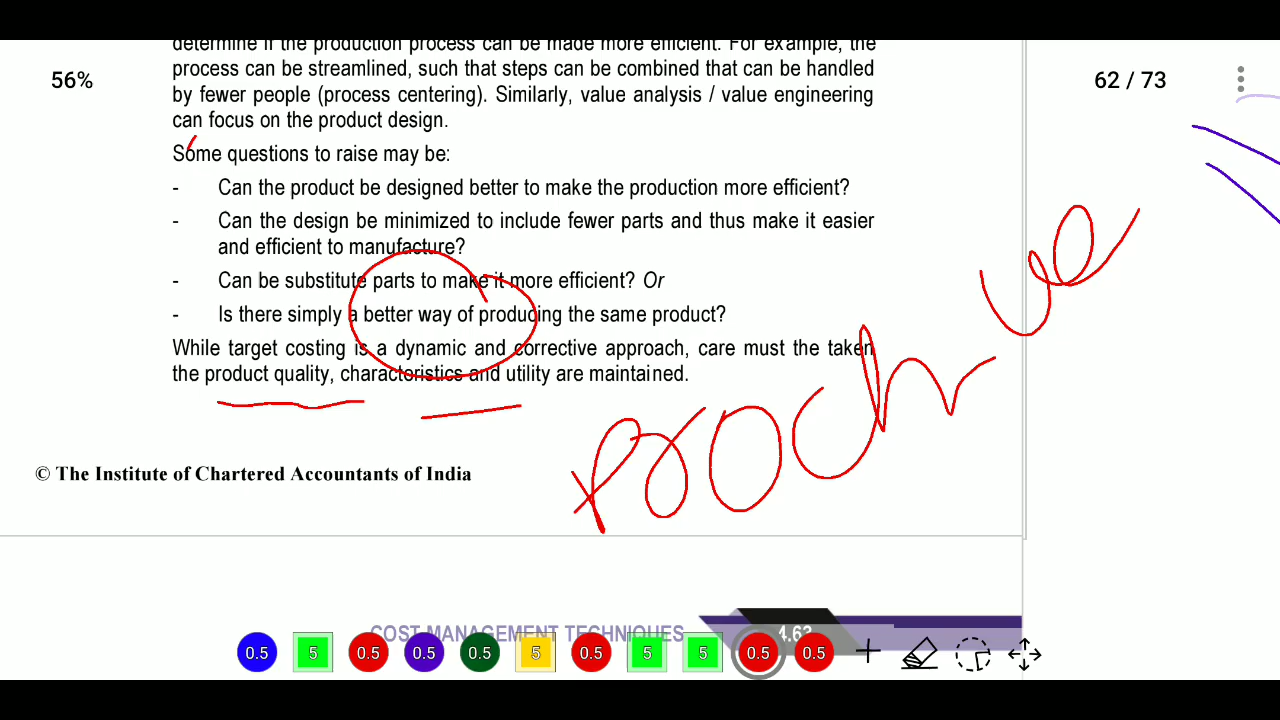 determine if the production process can be made more efficient. For example, the
56%
62 / 73
process can be streamlined, such that steps can be combined that can be handled
by fewer people (process centering). Similarly, value analysis / value engineering
can focus on the product design.
Some questions to raise may be:
- Can the product be designed better to make the production more efficient?
- Can the design be minimized to include fewer parts and thus make it easier
and efficient to manufacture?
- Can be substitute parts to make it more efficient? Or
- Is there simply a better way of producing the same product?
While target costing is a dynamic and corrective approach, care must the taken
the product quality, characteristics and utility are maintained.
© The Institute of Chartered Accountants of India
COST MANAGEMENT TECHNIQUES
4.63
0.5 5 0.5 0.5 0.5 5 0.5 5 5 0.5 0.5